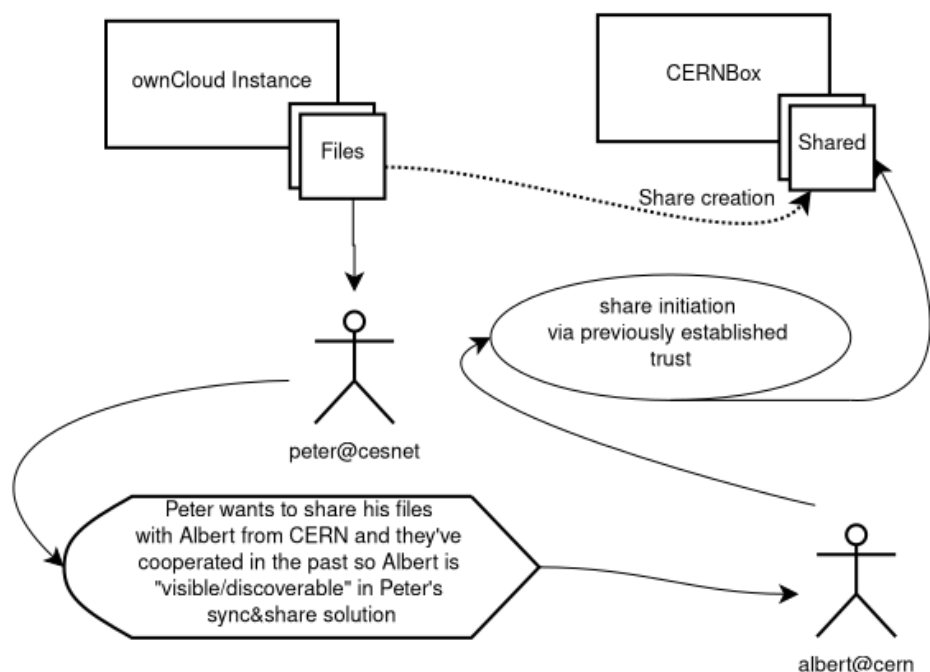 ownCloud Instance
CERNBox
Files
Shared
Share creation
share initiation
via previously established
trust
peter@cesnet
Peter wants to share his files
with Albert from CERN and they've
cooperated in the past so Albert is
"visible/discoverable" in Peter's
sync&share solution
albert@cern